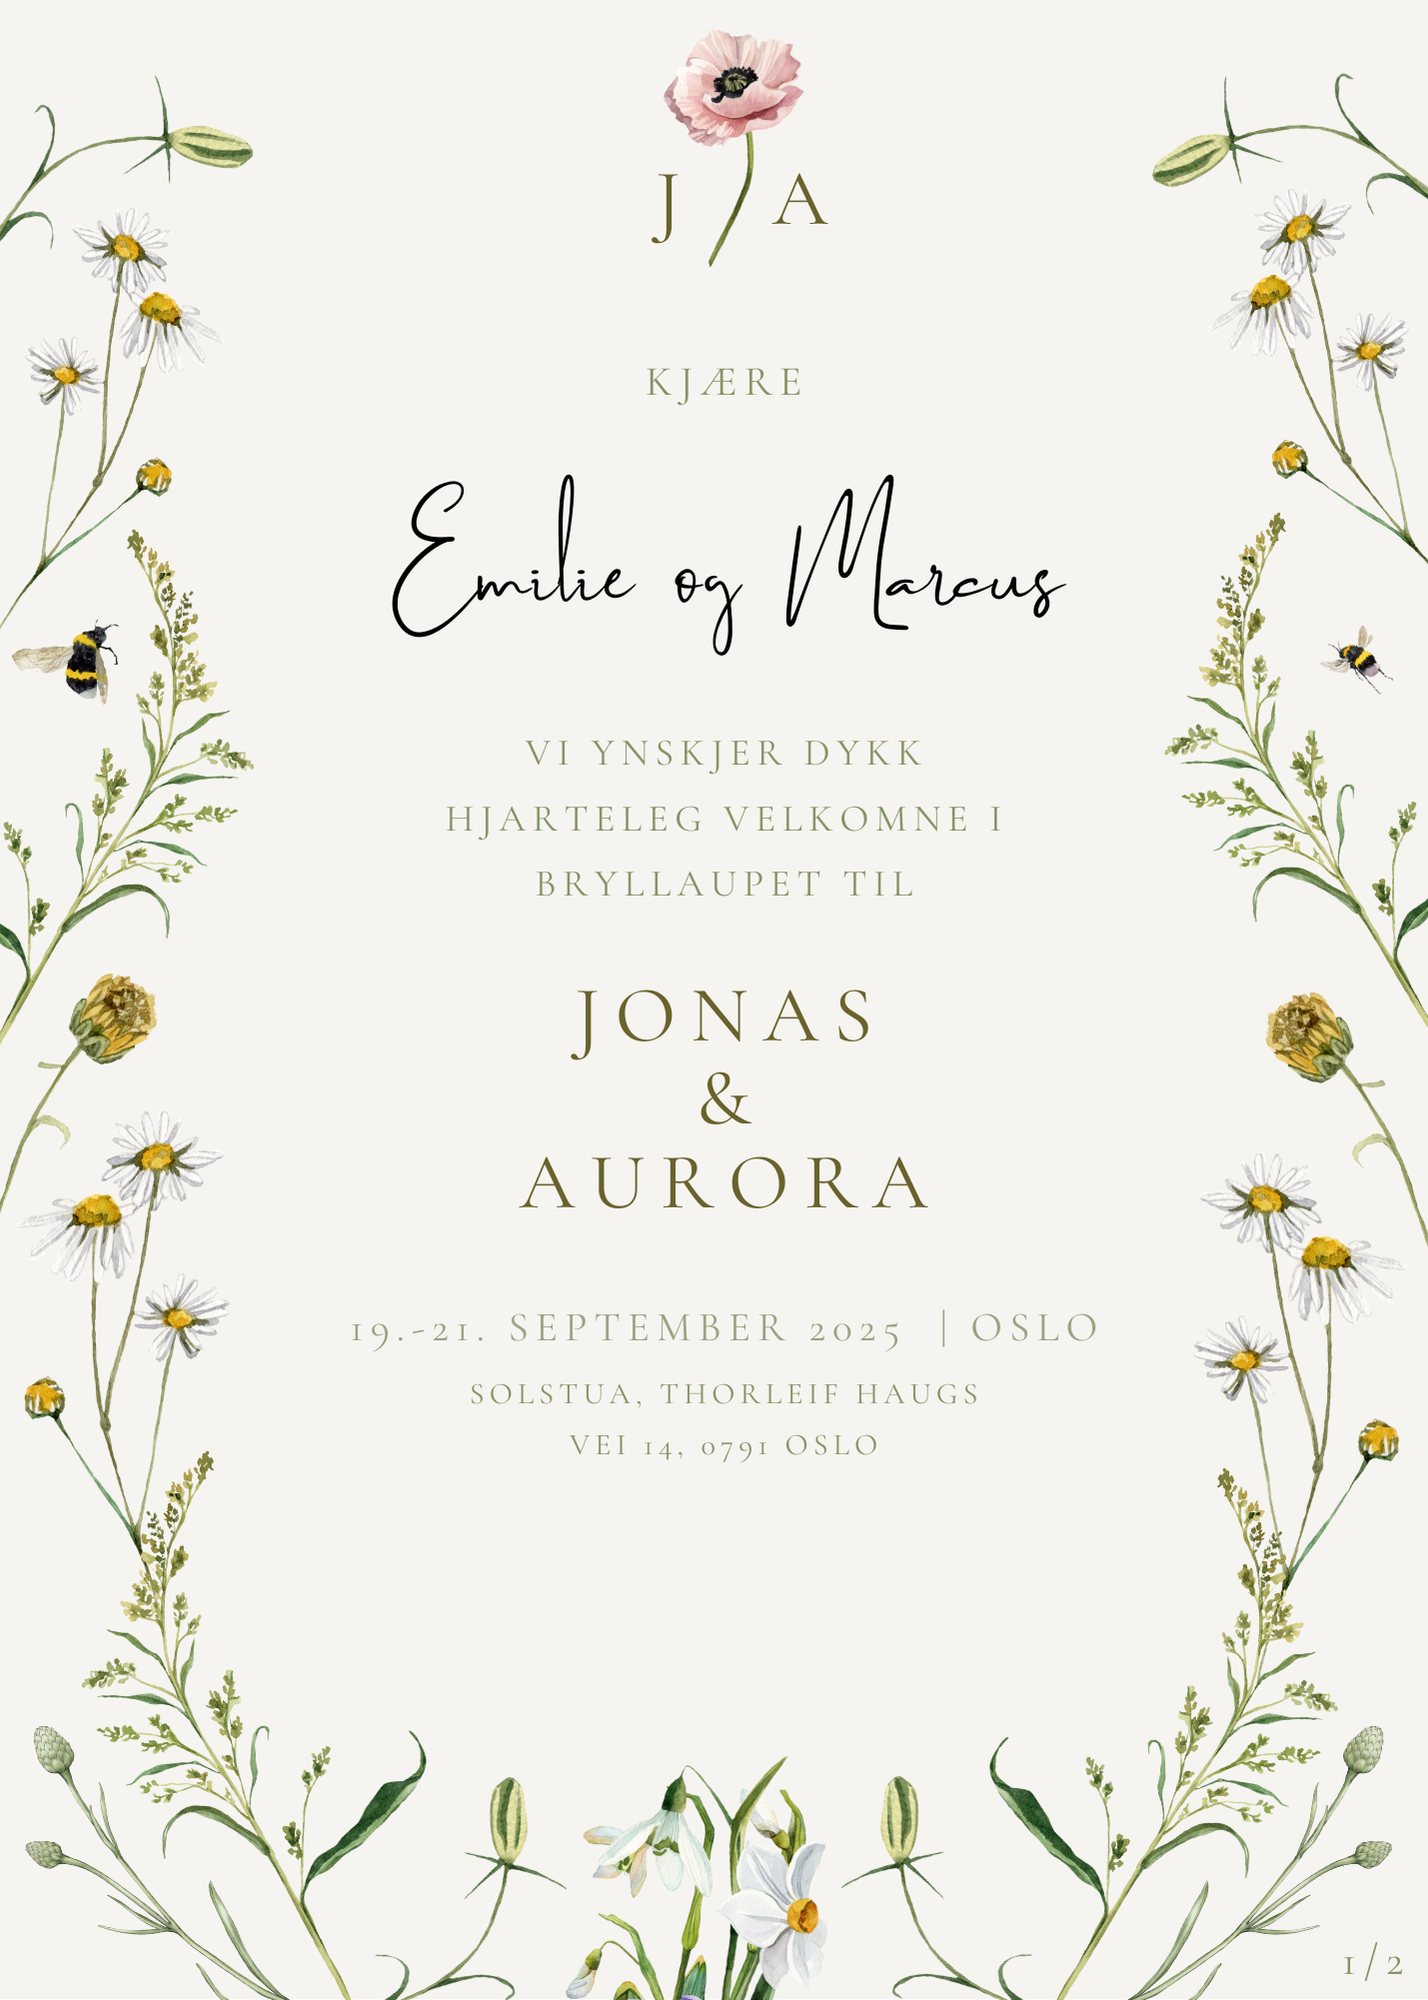 J A
KJÆRE
Emilie og Marcus
VI YNSKJER DYKK
HJARTELEG VELKOMNE I
BRYLLAUPET TIL
JONAS
&
AURORA
19.-21. SEPTEMBER 2025 | OSLO
SOLSTUA, THORLEIF HAUGS
VEI 14, 0791 OSLO
1/2